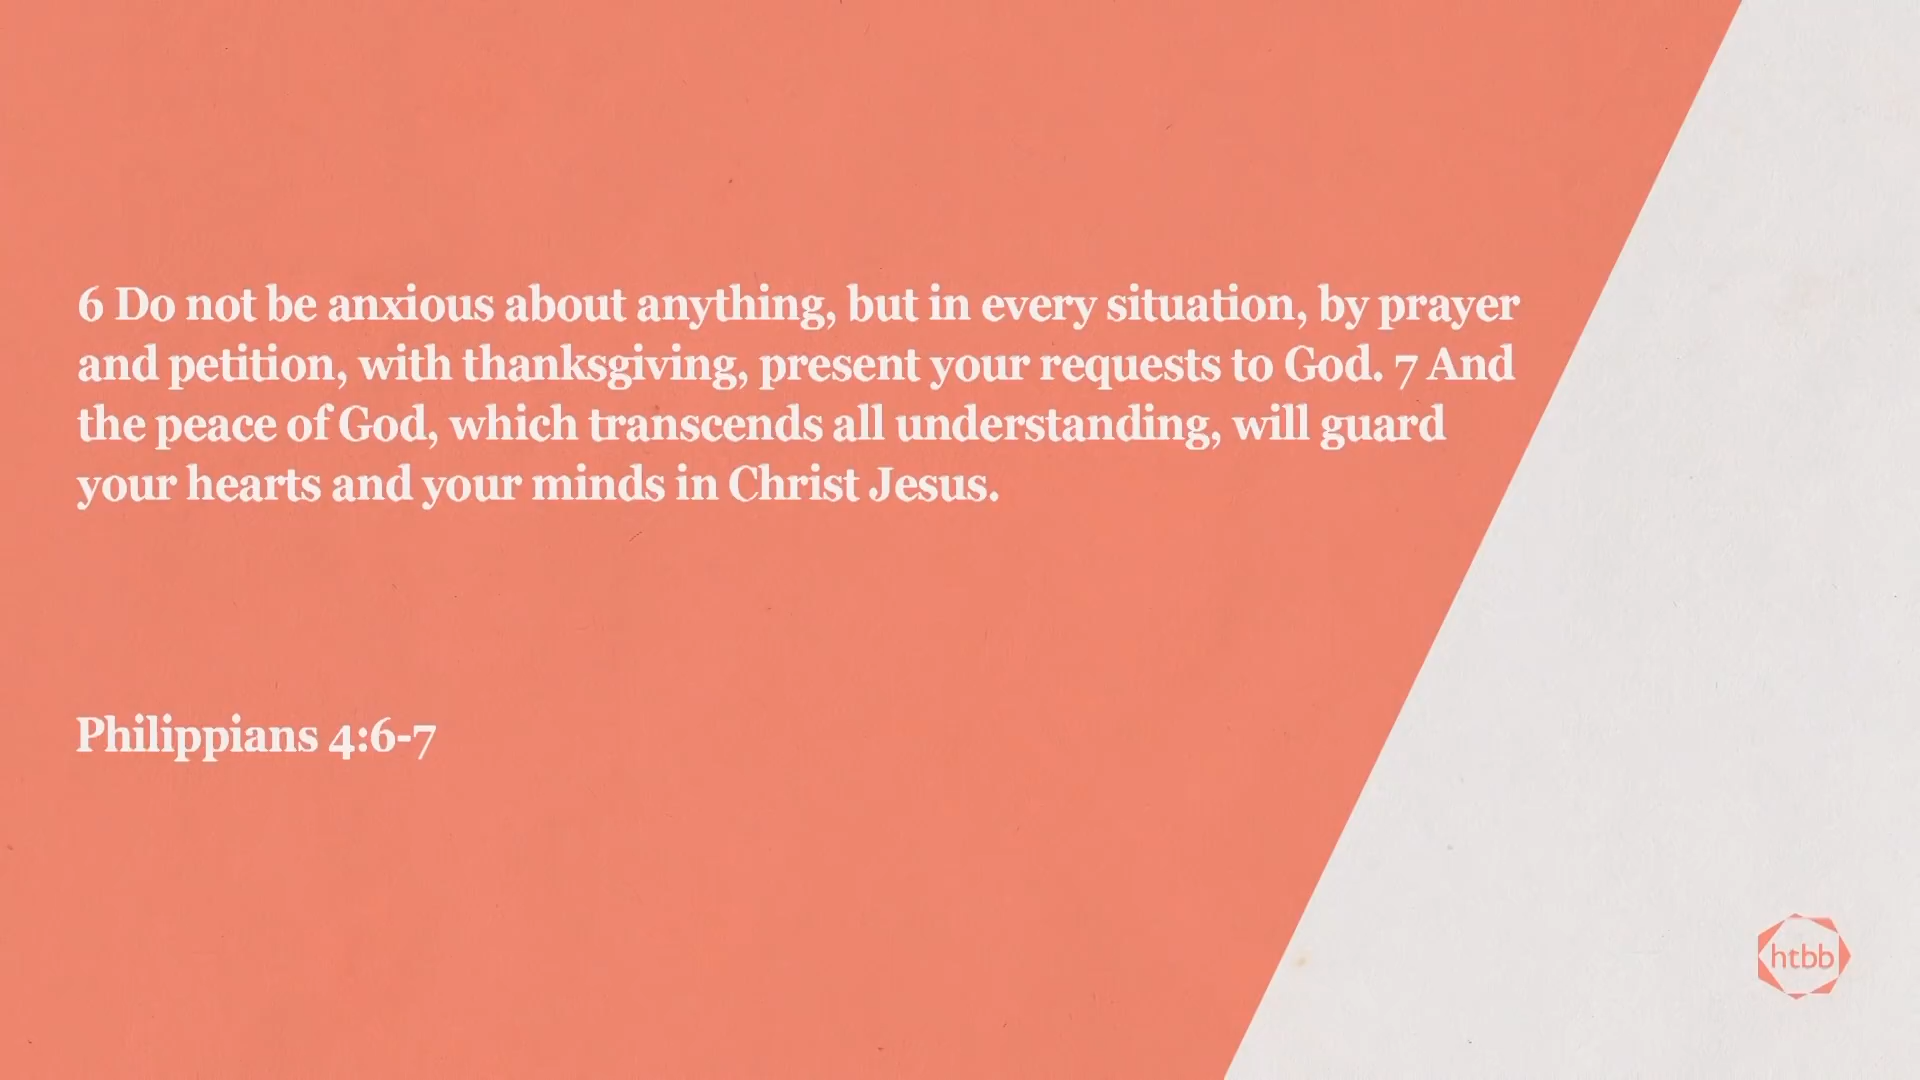 6 Do not be anxious about anything, but in every situation, by prayer
and petition, with thanksgiving, present your requests to God. 7 And
the peace of God, which transcends all understanding, will guard
your hearts and your minds in Christ Jesus.
Philippians 4:6-7
htbb